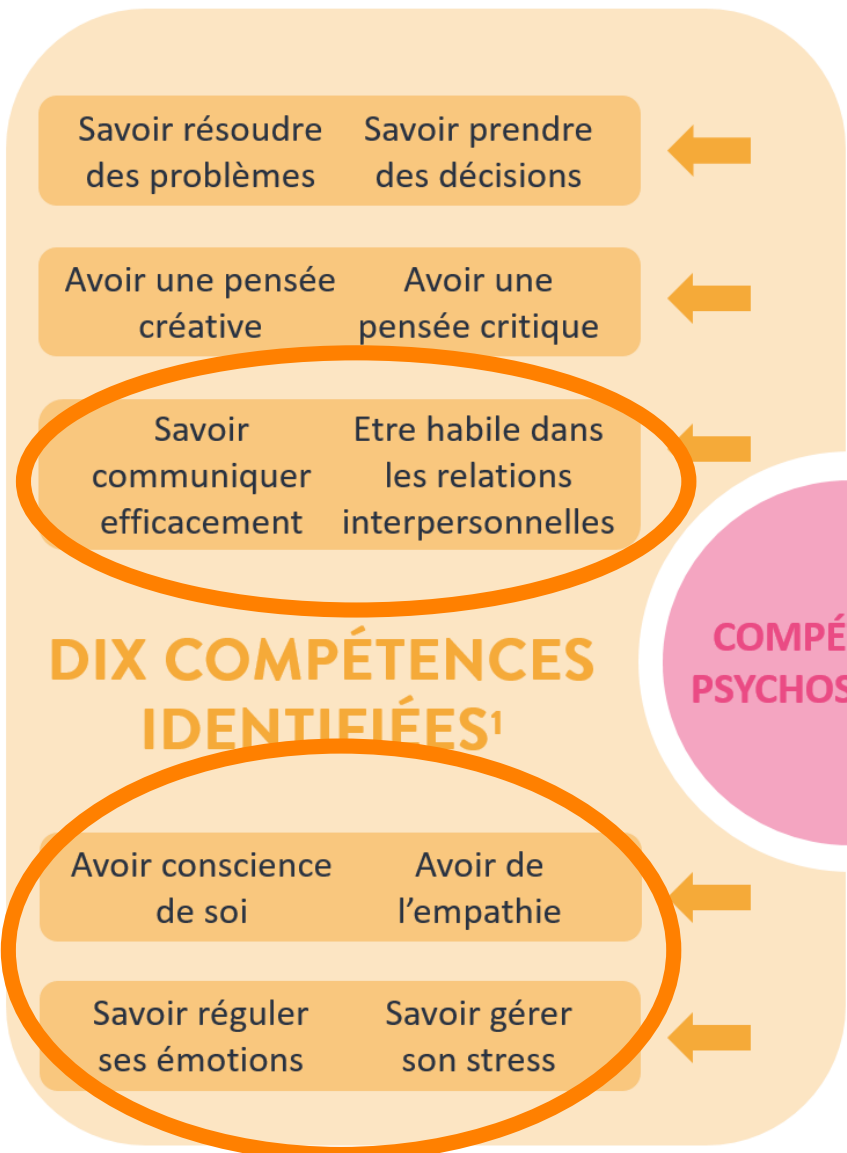 Savoir résoudre des problèmes
Savoir prendre des décisions
Avoir une pensée créative
Avoir une pensée critique
Savoir communiquer efficacement
Etre habile dans les relations interpersonnelles
DIX COMPÉTENCES
IDENTIFIÉES¹
COMPÉ
PSYCHOS
Avoir conscience de soi
Avoir de l’empathie
Savoir réguler ses émotions
Savoir gérer son stress